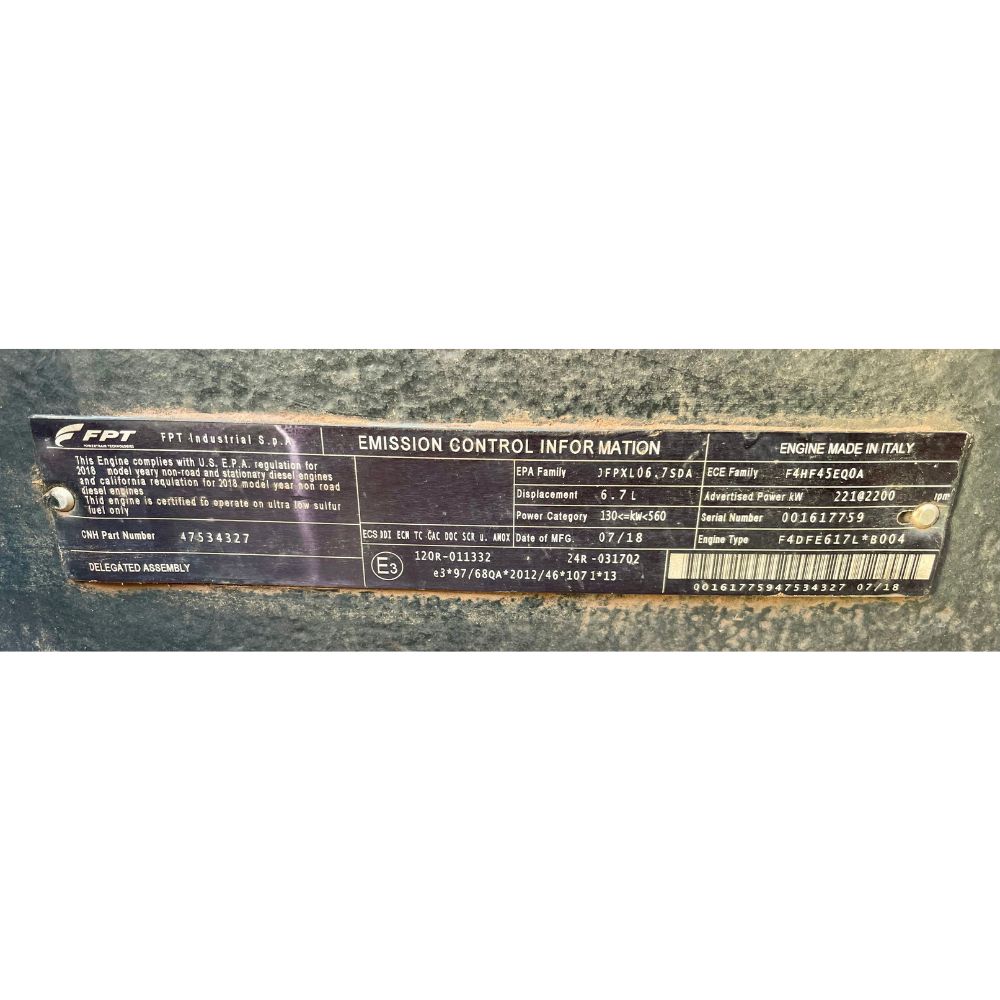 FPT
POWERTRAIN TECHNOLOGIES
FPT Industrial S.p.A
EMISSION CONTROL INFORMATION
ENGINE MADE IN ITALY
This Engine complies with U.S. E.P.A. regulation for
2018 model yeary non-road and stationary diesel engines
and california regulation for 2018 model year non road
diesel engines
Thid engine is certified to operate on ultra low sulfur
fuel only
EPA Family JFPXL06.7SDA
ECE Family F4HF45EQ0A
Displacement 6.7L
Advertised Power kW 221@2200 rpm
Power Category 130<=kW<560
Serial Number 001617759
CNH Part Number 47534327
ECS DDI ECM TC CAC DOC SCR u. AMOX
Date of MFG. 07/18
Engine Type F4DFE617L*B004
DELEGATED ASSEMBLY
E3
120R-011332 24R-031702
e3*97/68QA*2012/46*1071*13
00161775947534327 07/18